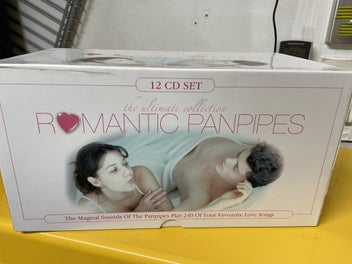 12 CD SET
the ultimate collection
ROMANTIC PANPIPES
The Magical Sounds Of The Panpipes Play 240 Of Your Favourite Love Songs